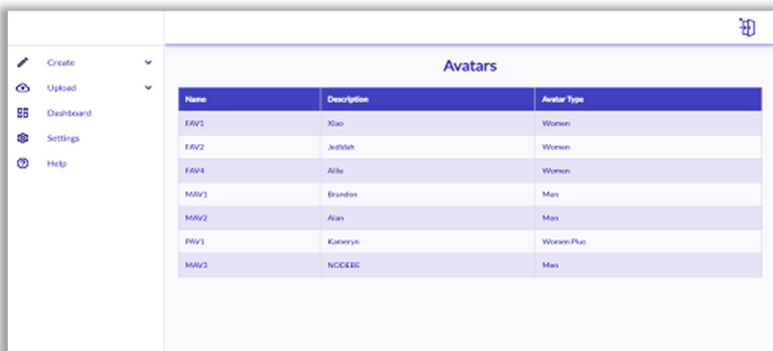 Create
Upload
Dashboard
Settings
Help
Avatars
Name Description Avatar Type
FAV1 Xiao Women
FAV2 Jedidah Women
FAV4 Allie Women
MAV1 Brandon Men
MAV2 Alan Men
PAV1 Kameryn Women Plus
MAV3 NODEBE Men